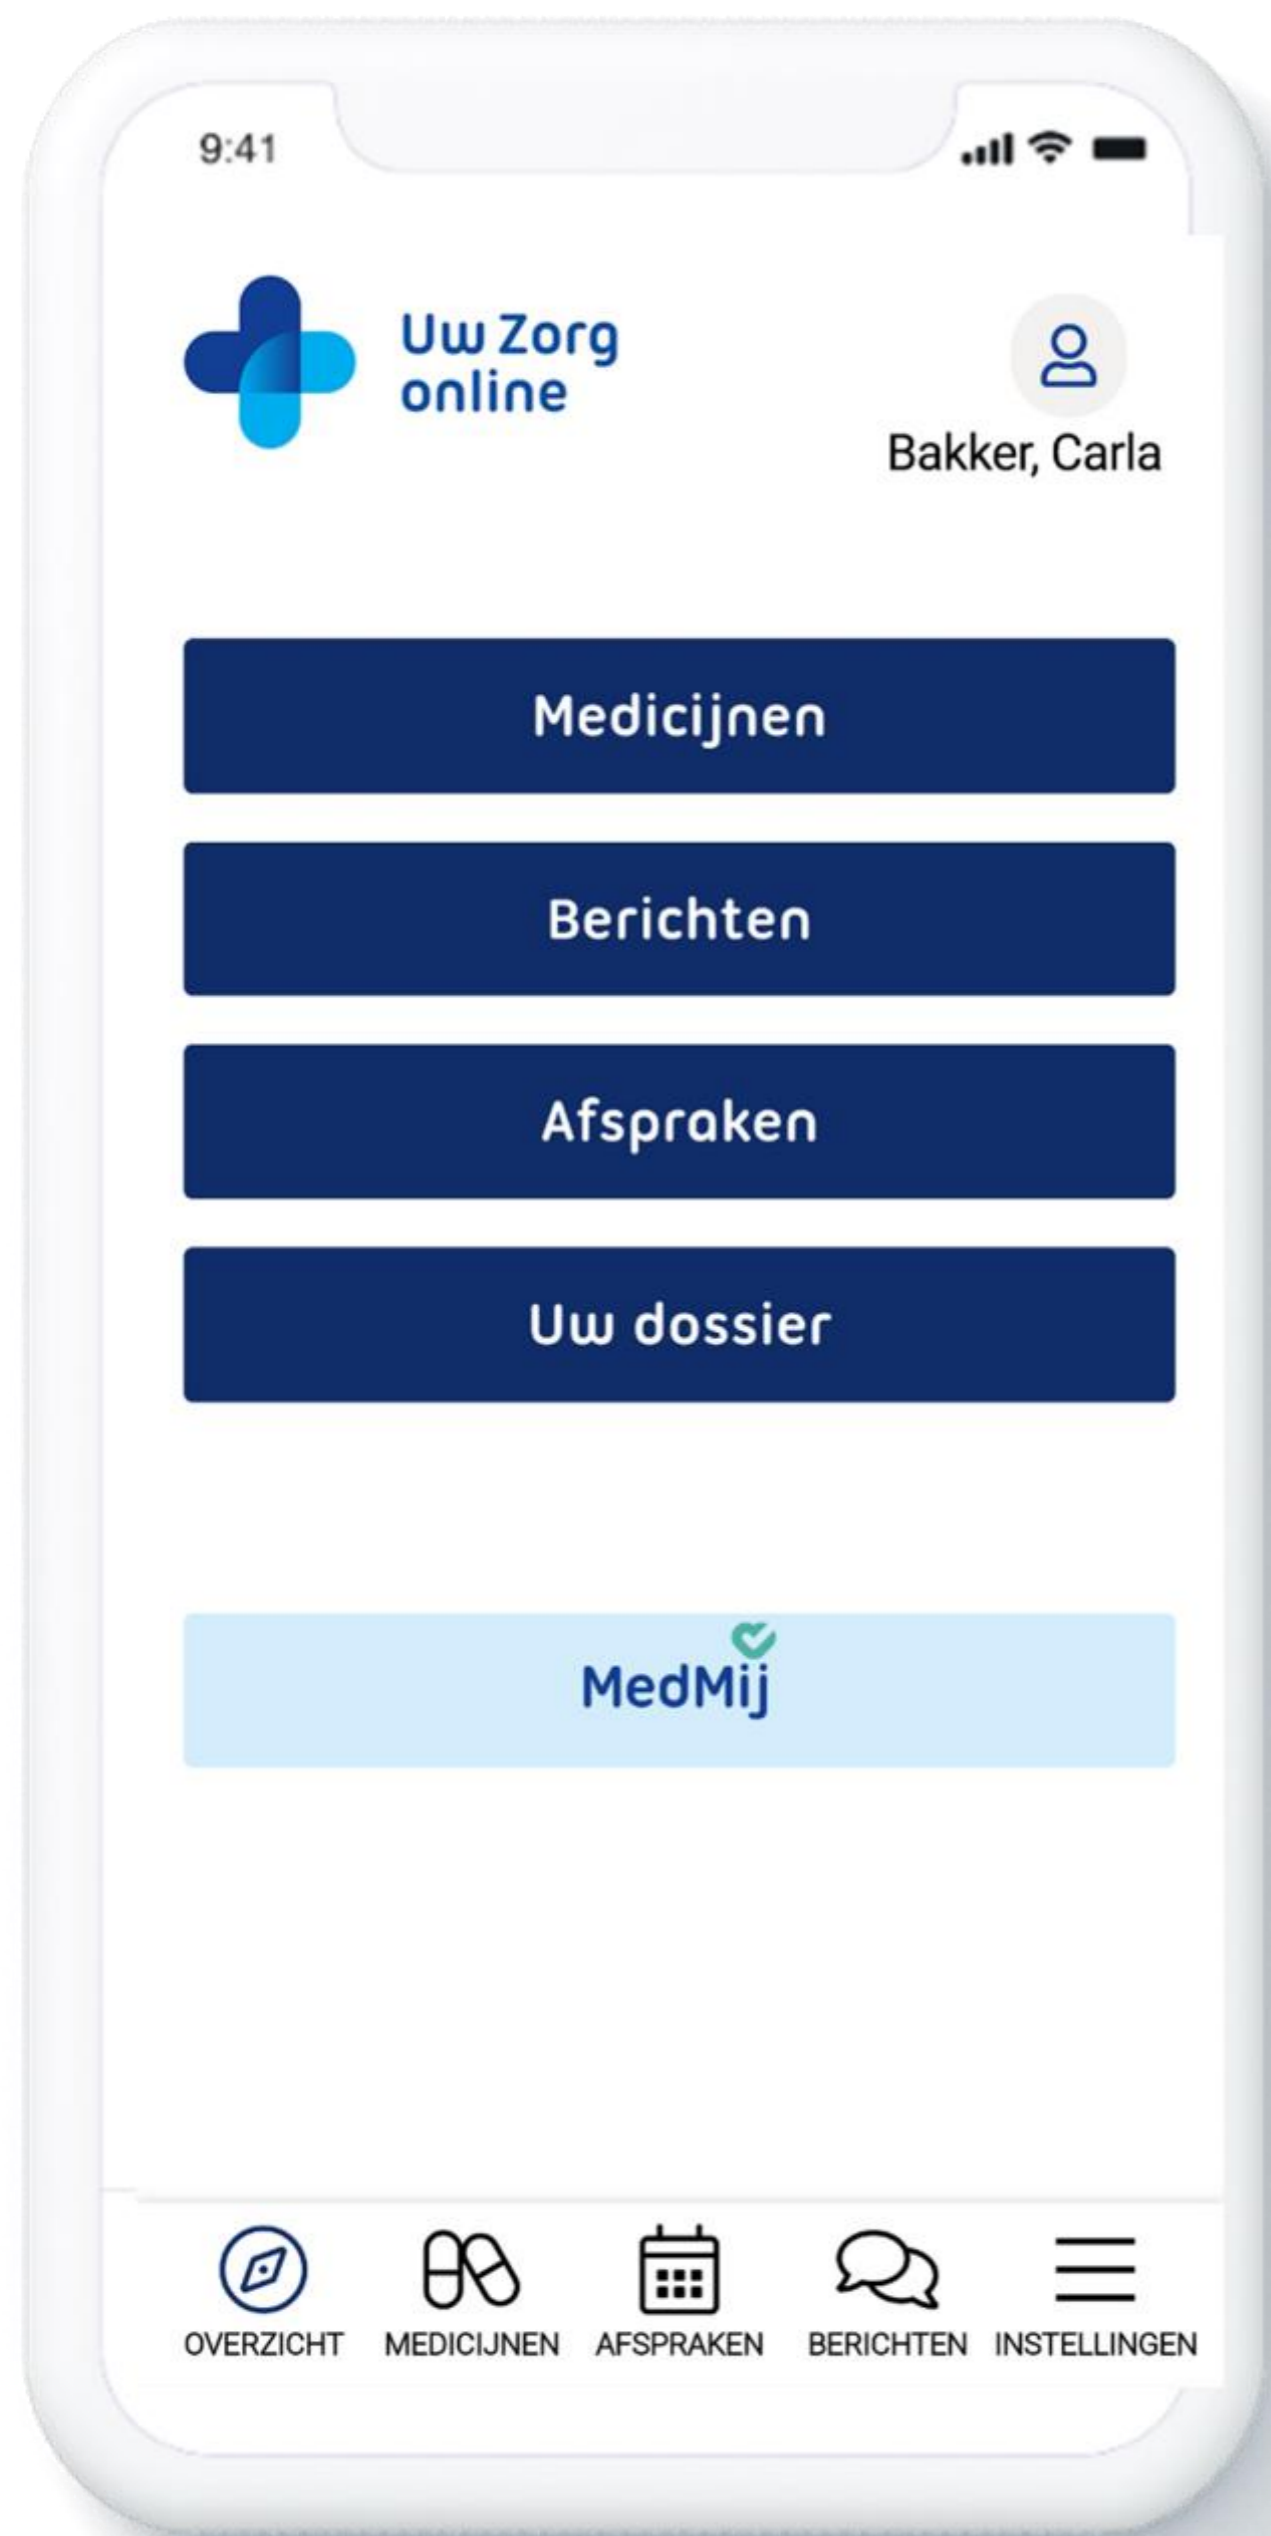 9:41
Uw Zorg
online
Bakker, Carla
Medicijnen
Berichten
Afspraken
Uw dossier
MedMij
OVERZICHT MEDICIJNEN AFSPRAKEN BERICHTEN INSTELLINGEN